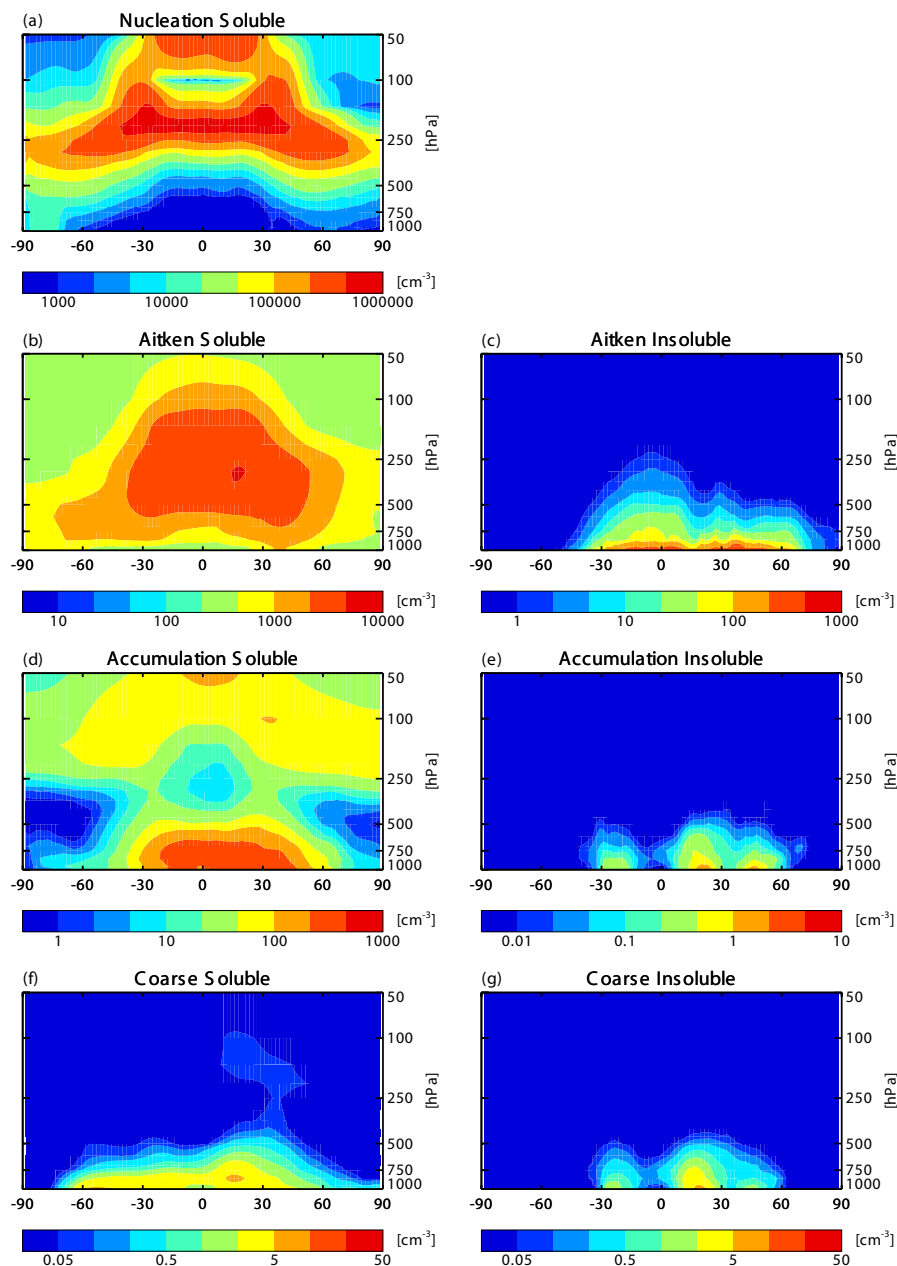 (a) Nucleation Soluble
50
100
250
500
750
1000
[hPa]
-90 -60 -30 0 30 60 90
[cm-3]
1000 10000 100000 1000000
(b) Aitken Soluble
50
100
250
500
750
1000
[hPa]
-90 -60 -30 0 30 60 90
[cm-3]
10 100 1000 10000
(c) Aitken Insoluble
50
100
250
500
750
1000
[hPa]
-90 -60 -30 0 30 60 90
[cm-3]
1 10 100 1000
(d) Accumulation Soluble
50
100
250
500
750
1000
[hPa]
-90 -60 -30 0 30 60 90
[cm-3]
1 10 100 1000
(e) Accumulation Insoluble
50
100
250
500
750
1000
[hPa]
-90 -60 -30 0 30 60 90
[cm-3]
0.01 0.1 1 10
(f) Coarse Soluble
50
100
250
500
750
1000
[hPa]
-90 -60 -30 0 30 60 90
[cm-3]
0.05 0.5 5 50
(g) Coarse Insoluble
50
100
250
500
750
1000
[hPa]
-90 -60 -30 0 30 60 90
[cm-3]
0.05 0.5 5 50